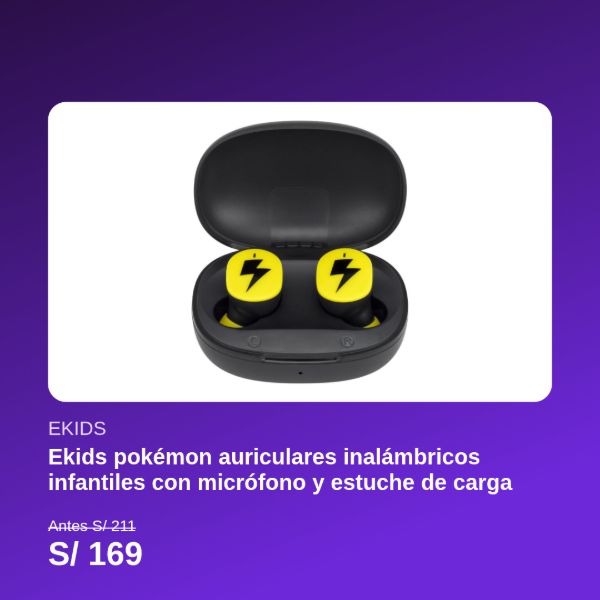 EKIDS
Ekids pokémon auriculares inalámbricos
infantiles con micrófono y estuche de carga
Antes S/ 211
S/ 169